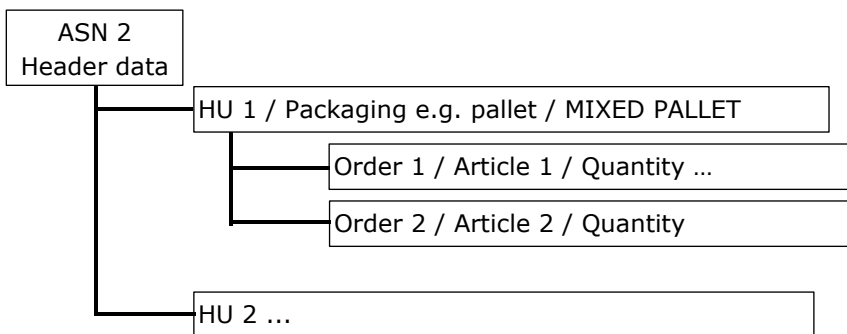 ASN 2
Header data
HU 1 / Packaging e.g. pallet / MIXED PALLET
Order 1 / Article 1 / Quantity …
Order 2 / Article 2 / Quantity
HU 2 ...